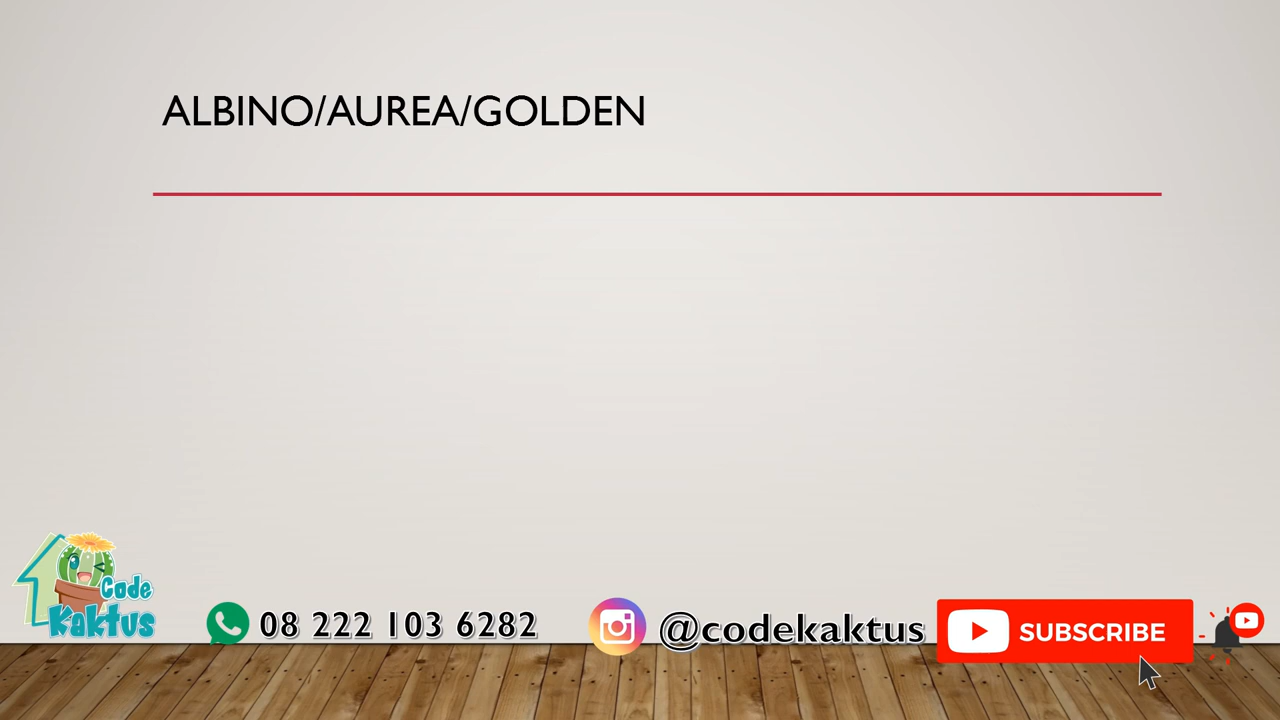 ALBINO/AUREA/GOLDEN
Code
Kaktus
08 222 103 6282
@codekaktus
SUBSCRIBE